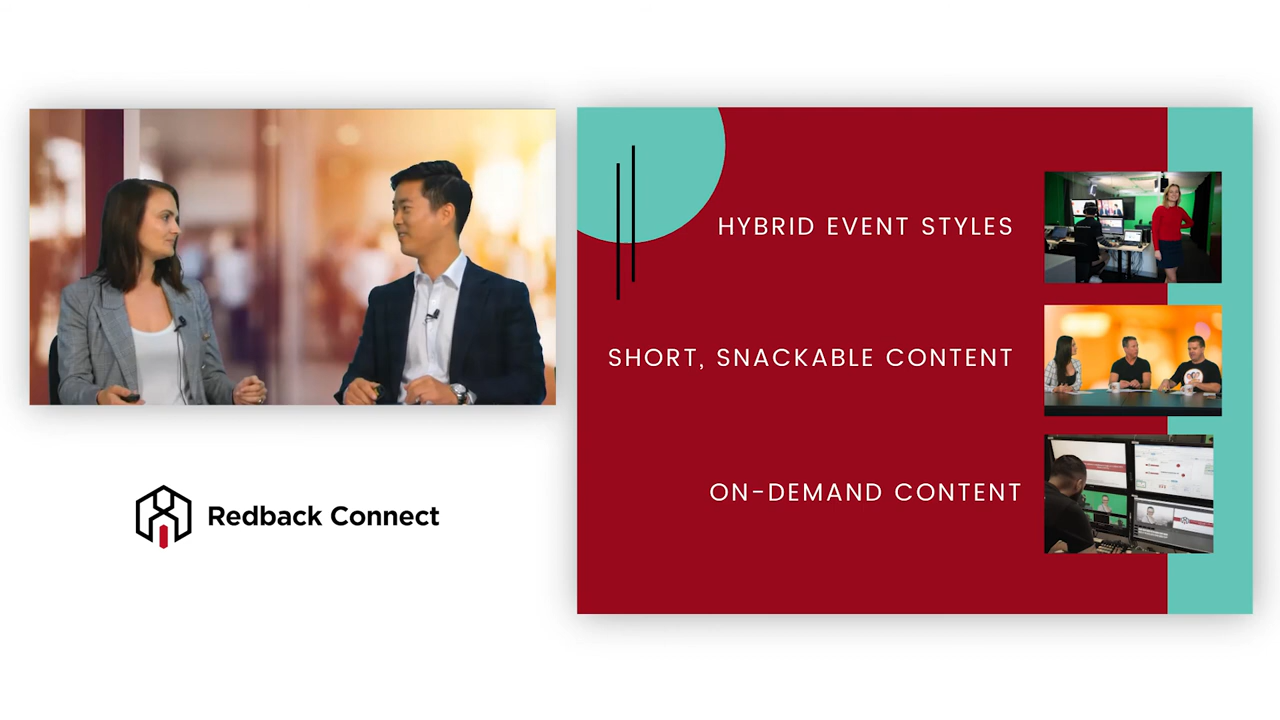 HYBRID EVENT STYLES
SHORT, SNACKABLE CONTENT
ON-DEMAND CONTENT
Redback Connect